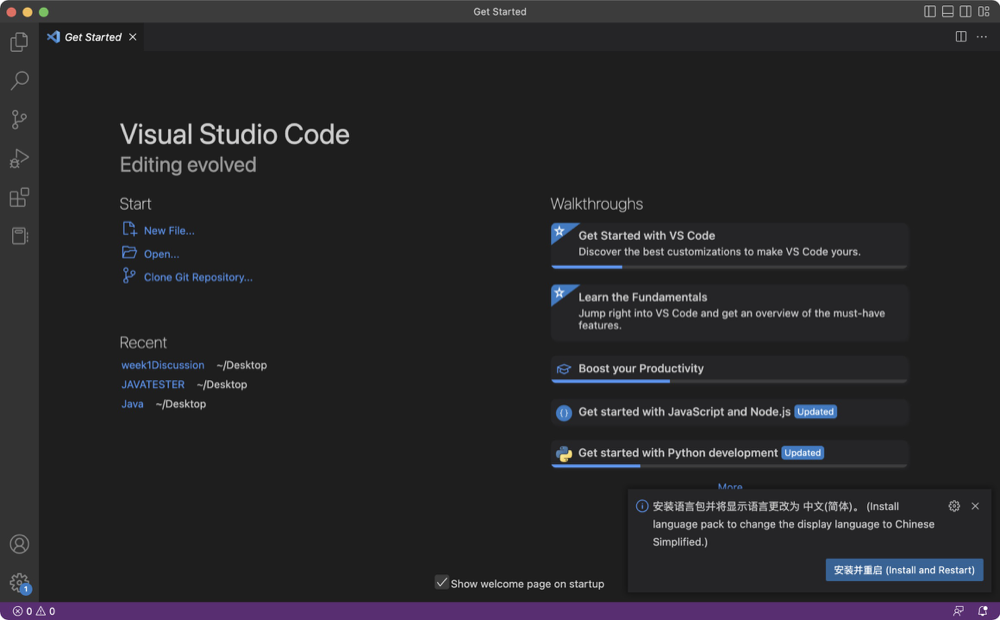 Get Started
Get Started
Visual Studio Code
Editing evolved
Start
New File...
Open...
Clone Git Repository...
Recent
week1Discussion ~/Desktop
JAVATESTER ~/Desktop
Java ~/Desktop
Walkthroughs
Get Started with VS Code
Discover the best customizations to make VS Code yours.
Learn the Fundamentals
Jump right into VS Code and get an overview of the must-have
features.
Boost your Productivity
Get started with JavaScript and Node.js Updated
Get started with Python development Updated
More...
安装语言包并将显示语言更改为 中文(简体)。 (Install
language pack to change the display language to Chinese
Simplified.)
安装并重启 (Install and Restart)
Show welcome page on startup
1
0 0